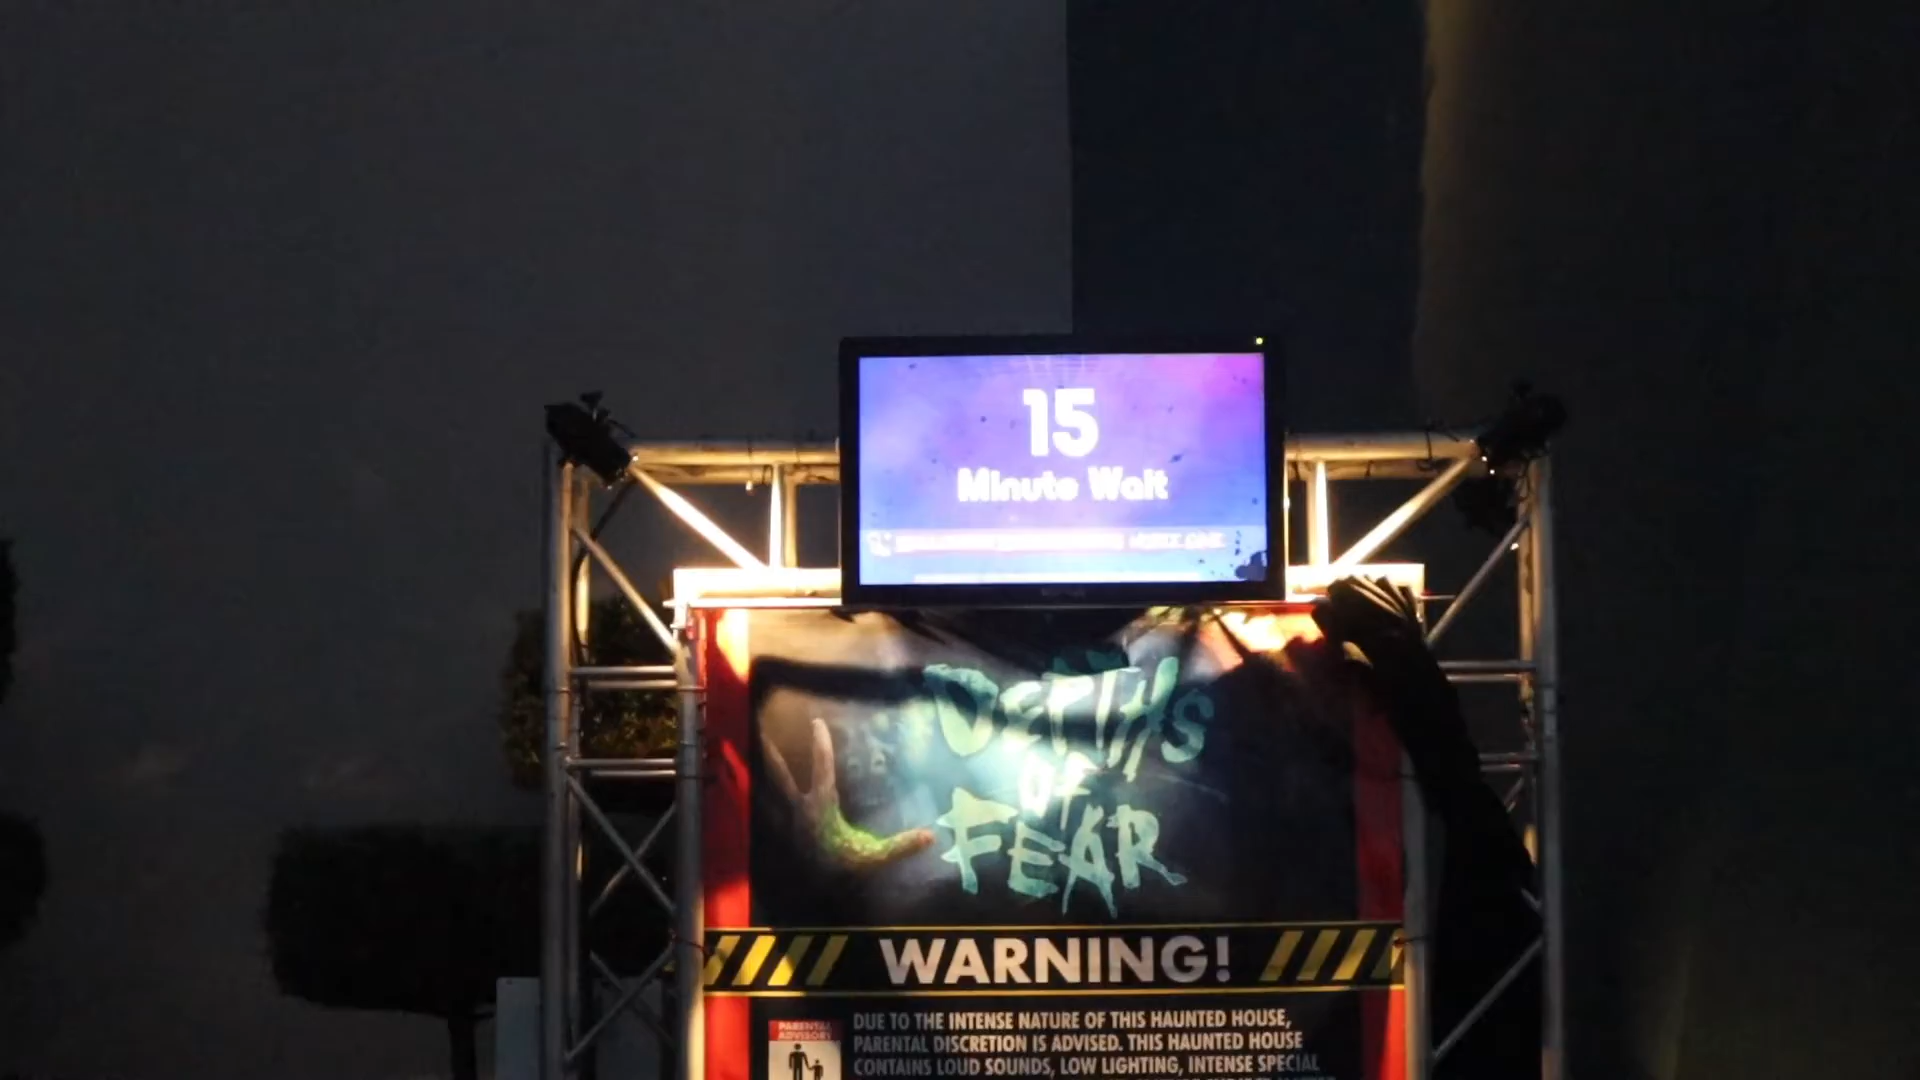 15
Minute Wait
DEPTHS
OF
FEAR
WARNING!
PARENTAL
ADVISORY
DUE TO THE INTENSE NATURE OF THIS HAUNTED HOUSE,
PARENTAL DISCRETION IS ADVISED. THIS HAUNTED HOUSE
CONTAINS LOUD SOUNDS, LOW LIGHTING, INTENSE SPECIAL